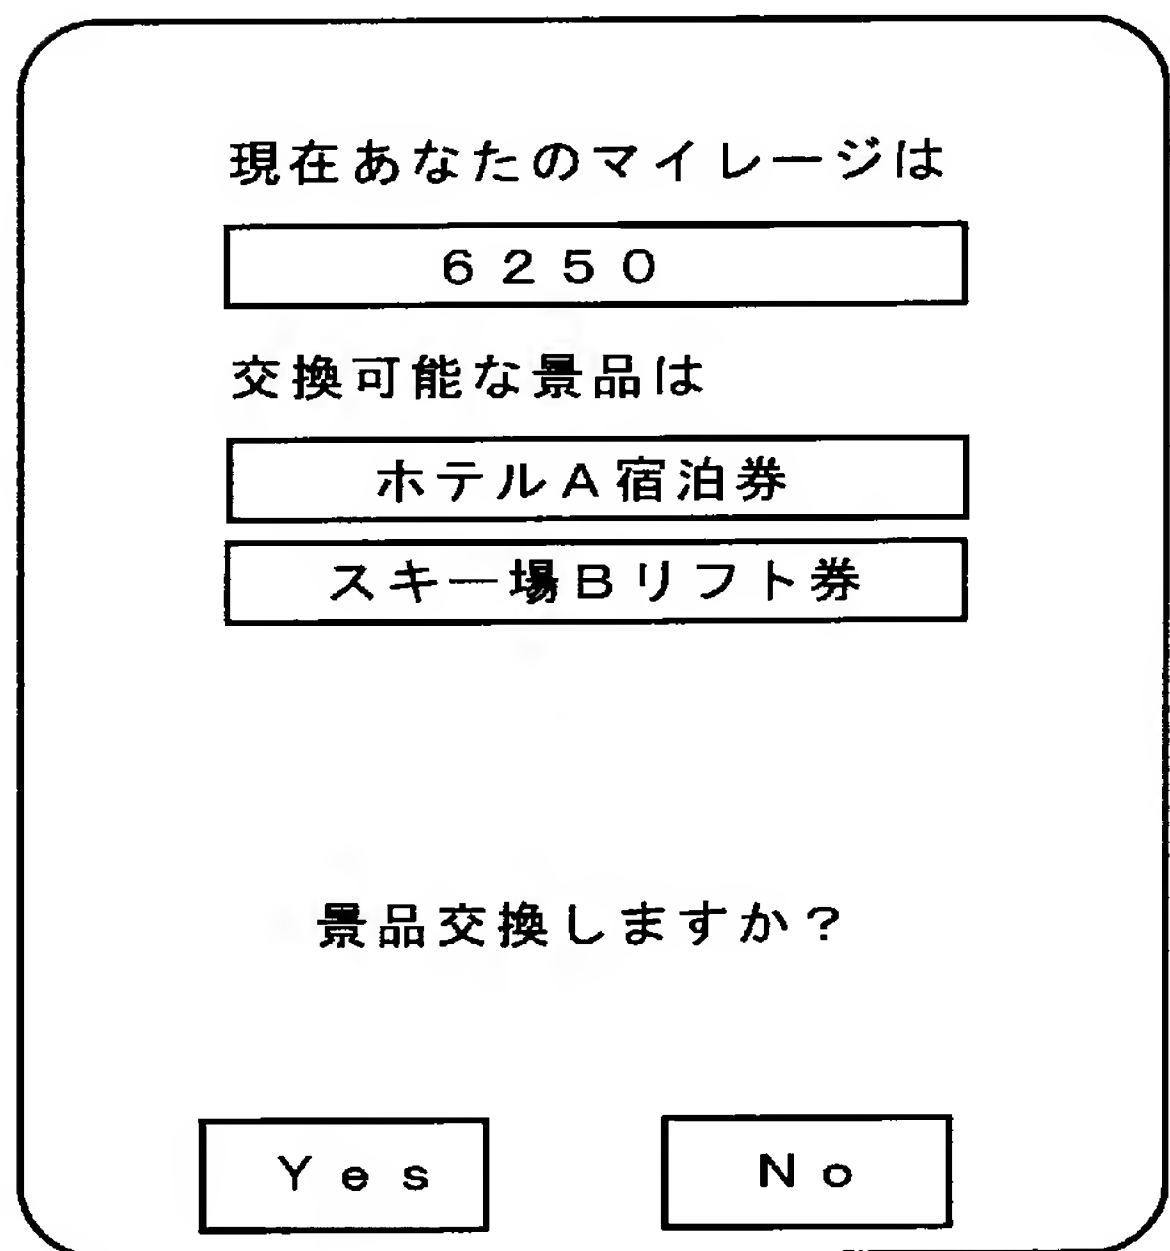 現在あなたのマイレージは
6250
交換可能な景品は
ホテルA宿泊券
スキー場Bリフト券
景品交換しますか？
Yes
No